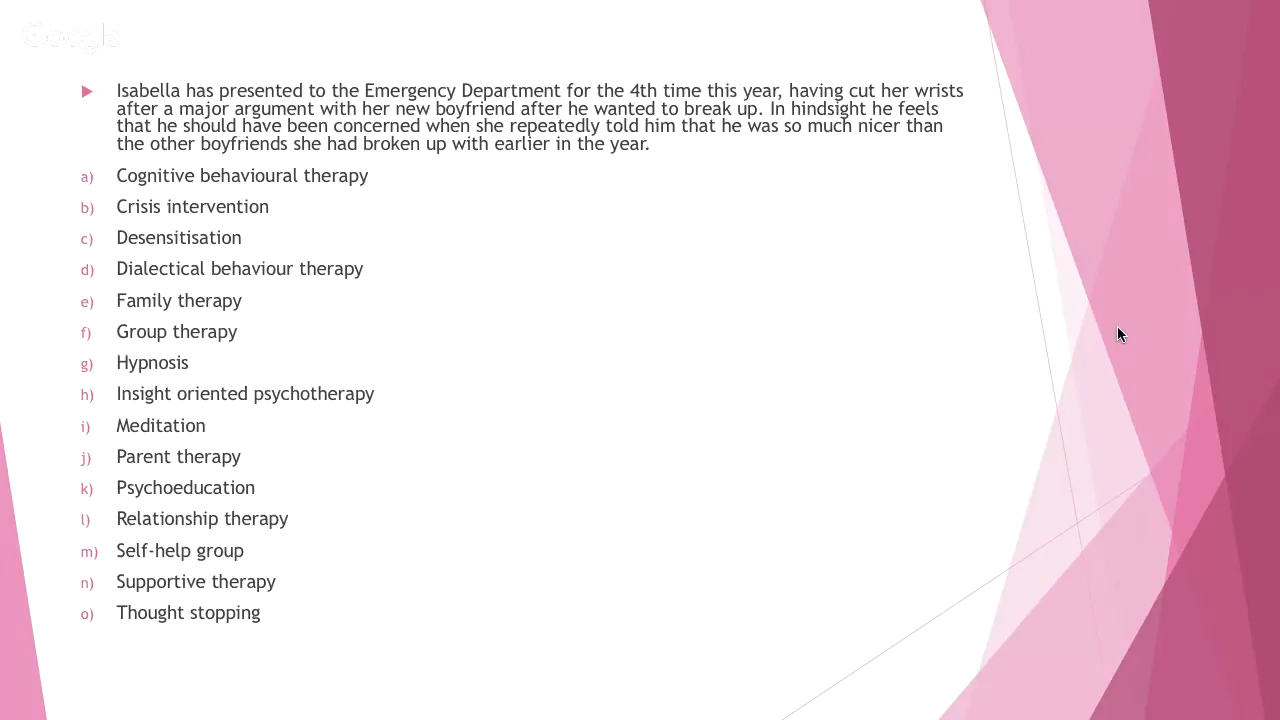 Google
Isabella has presented to the Emergency Department for the 4th time this year, having cut her wrists
after a major argument with her new boyfriend after he wanted to break up. In hindsight he feels
that he should have been concerned when she repeatedly told him that he was so much nicer than
the other boyfriends she had broken up with earlier in the year.
a) Cognitive behavioural therapy
b) Crisis intervention
c) Desensitisation
d) Dialectical behaviour therapy
e) Family therapy
f) Group therapy
g) Hypnosis
h) Insight oriented psychotherapy
i) Meditation
j) Parent therapy
k) Psychoeducation
l) Relationship therapy
m) Self-help group
n) Supportive therapy
o) Thought stopping